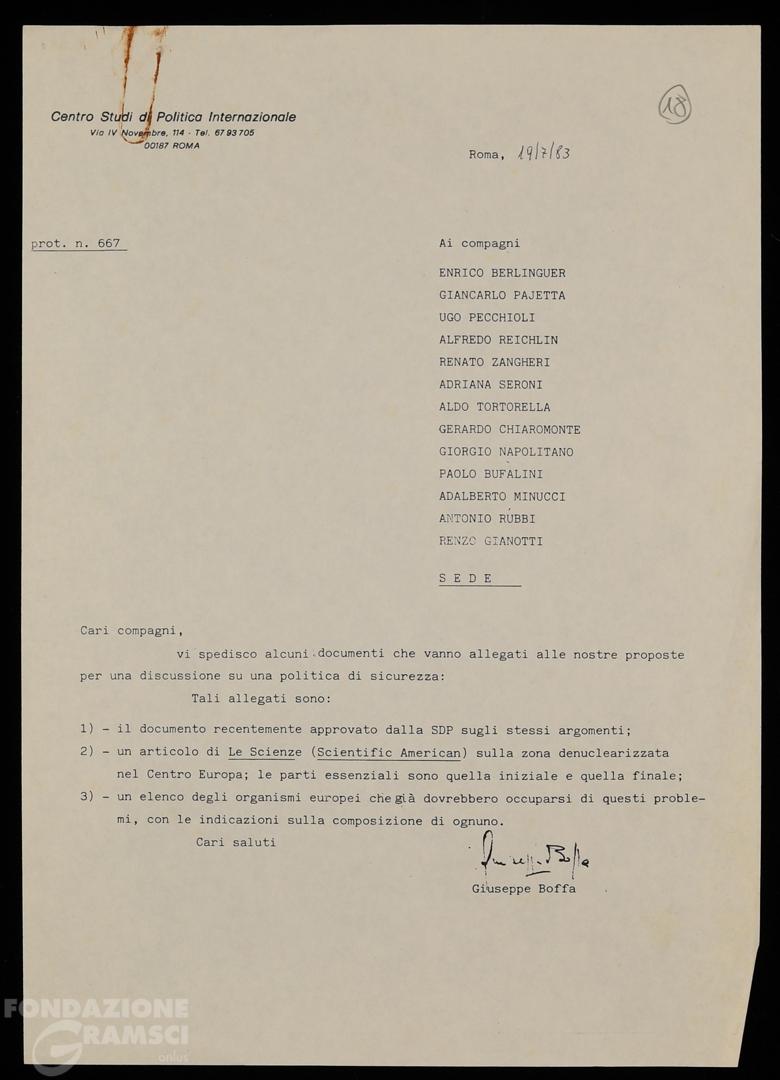 Centro Studi di Politica Internazionale
Via IV Novembre, 114 - Tel. 67 93 705
00187 ROMA
18
Roma, 19/7/83
prot. n. 667
Ai compagni
ENRICO BERLINGUER
GIANCARLO PAJETTA
UGO PECCHIOLI
ALFREDO REICHLIN
RENATO ZANGHERI
ADRIANA SERONI
ALDO TORTORELLA
GERARDO CHIAROMONTE
GIORGIO NAPOLITANO
PAOLO BUFALINI
ADALBERTO MINUCCI
ANTONIO RUBBI
RENZO GIANOTTI
S E D E
Cari compagni,
vi spedisco alcuni documenti che vanno allegati alle nostre proposte
per una discussione su una politica di sicurezza:
Tali allegati sono:
1) - il documento recentemente approvato dalla SDP sugli stessi argomenti;
2) - un articolo di Le Scienze (Scientific American) sulla zona denuclearizzata
nel Centro Europa; le parti essenziali sono quella iniziale e quella finale;
3) - un elenco degli organismi europei che già dovrebbero occuparsi di questi proble-
mi, con le indicazioni sulla composizione di ognuno.
Cari saluti
Giuseppe Boffa
Giuseppe Boffa
FONDAZIONE
GRAMSCI
onlus